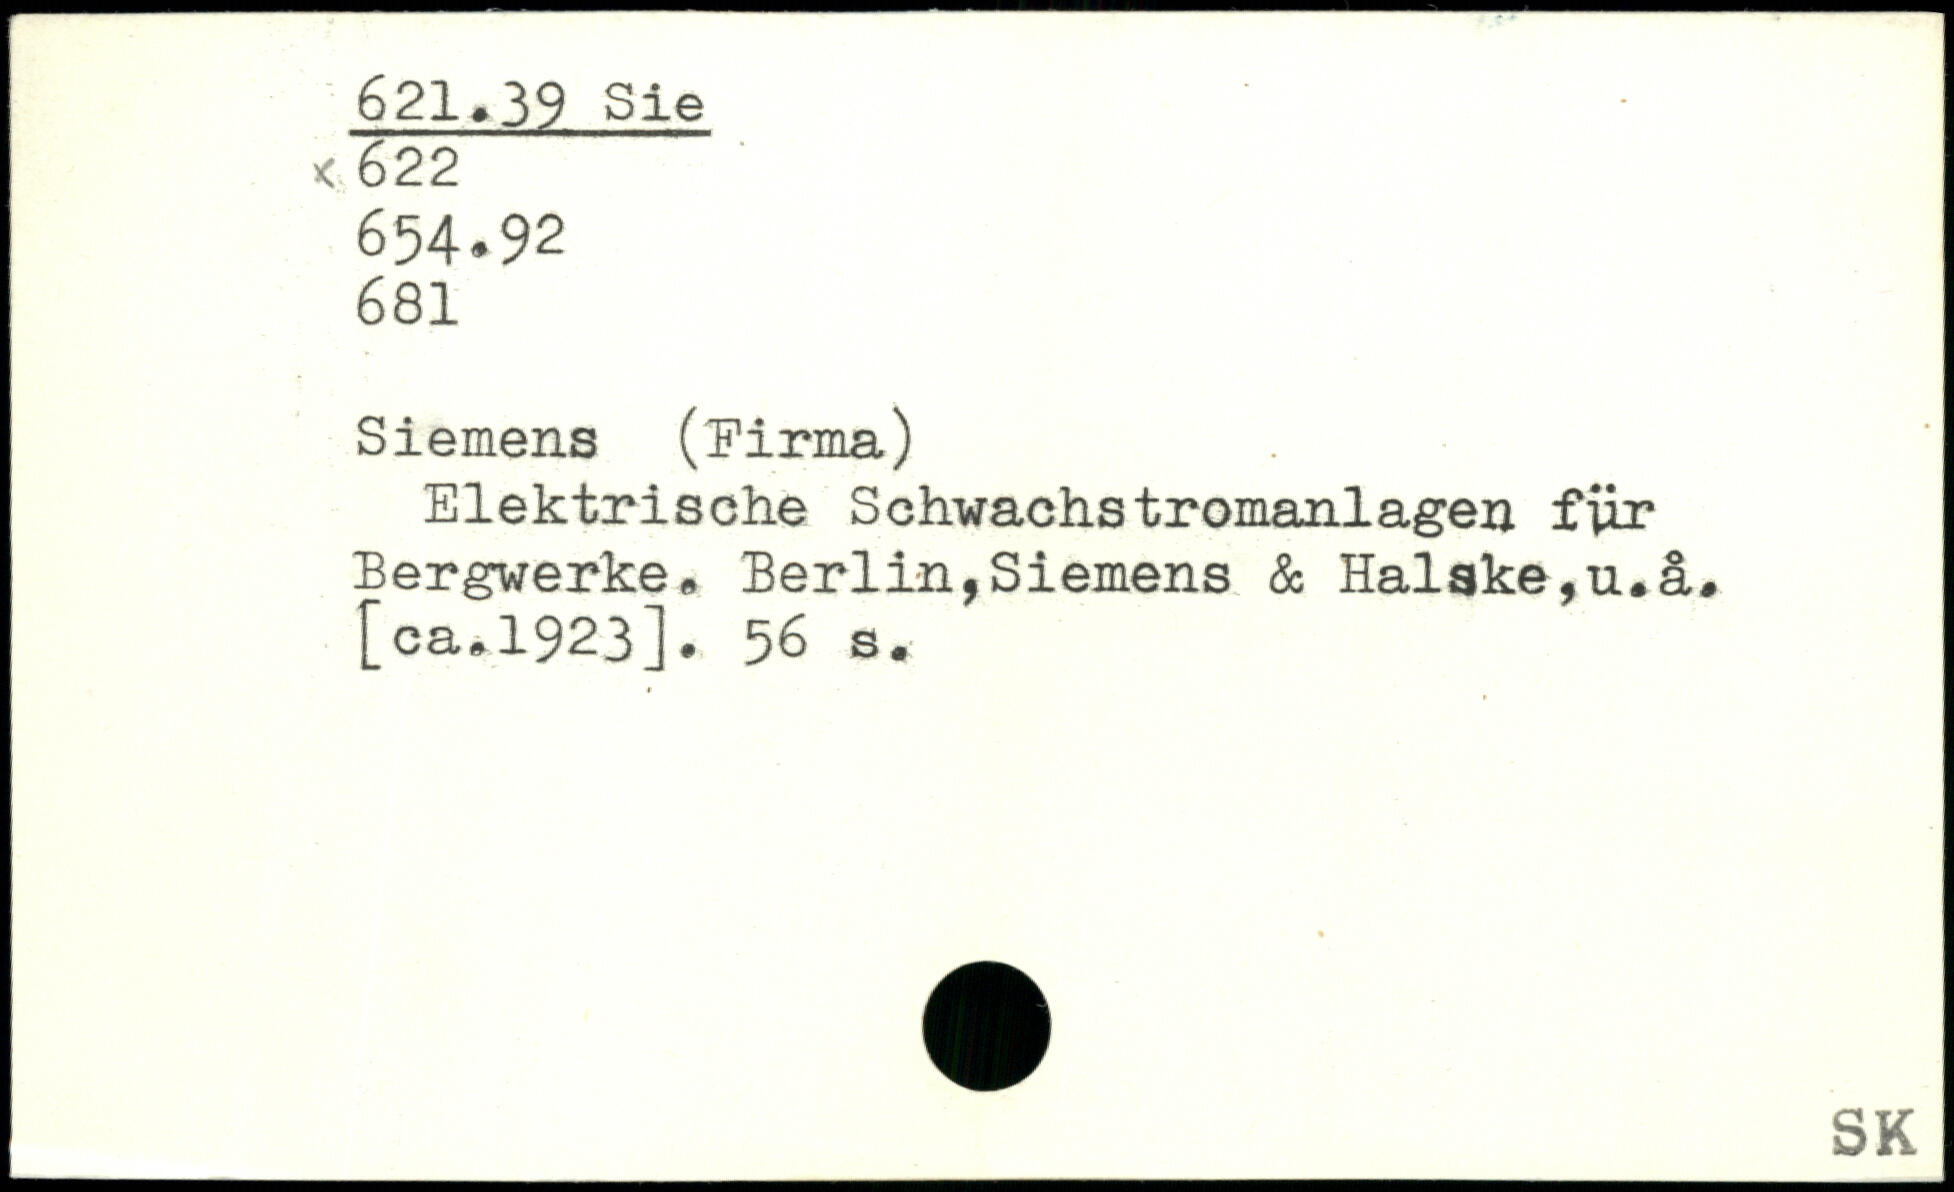 621.39 Sie
x 622
654.92
681
Siemens (Firma)
Elektrische Schwachstromanlagen für
Bergwerke. Berlin,Siemens & Halske,u.å.
[ca.1923]. 56 s.
SK